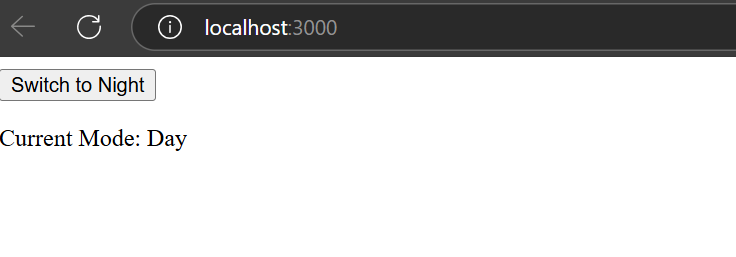 localhost:3000
Switch to Night
Current Mode: Day